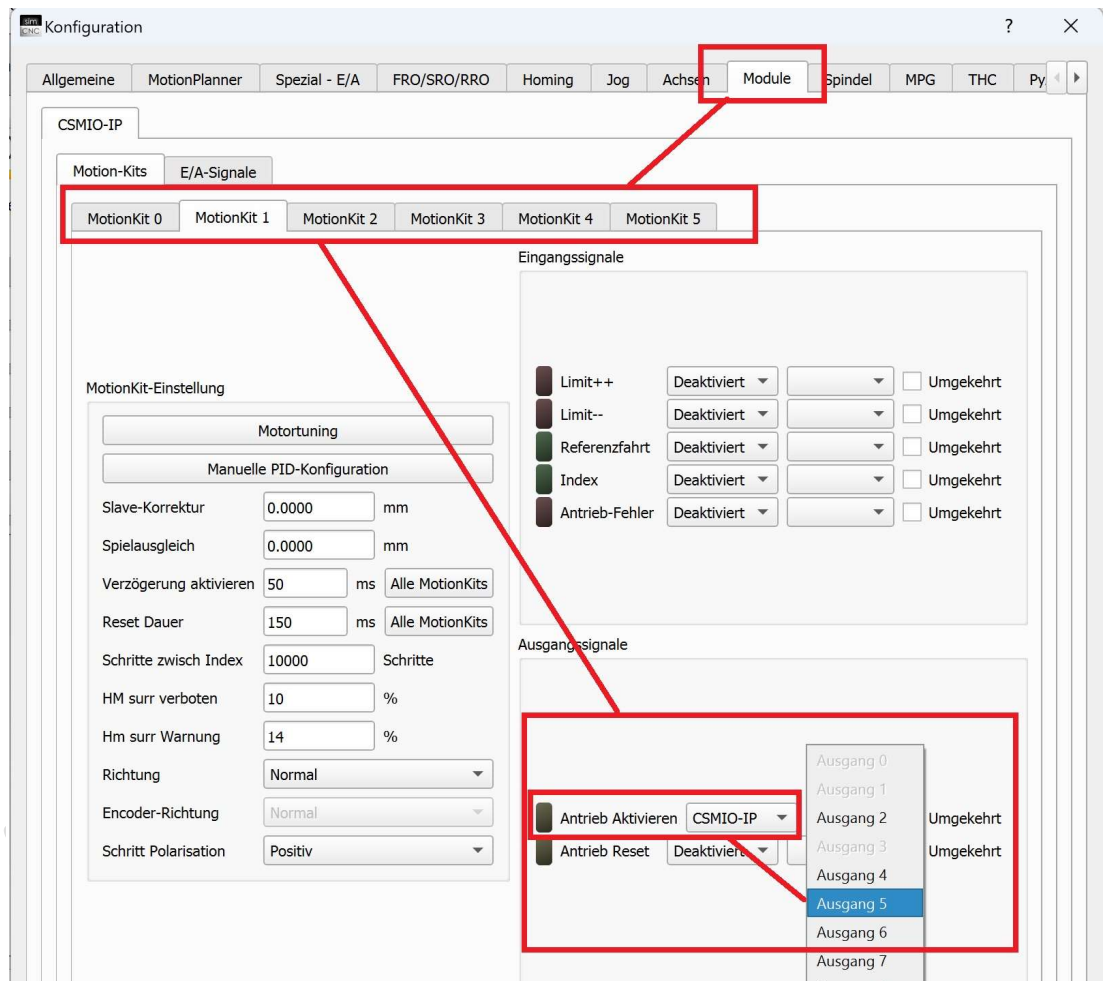 sim CNC Konfiguration ?
Allgemeine MotionPlanner Spezial - E/A FRO/SRO/RRO Homing Jog Achsen Module Spindel MPG THC Py
CSMIO-IP
Motion-Kits E/A-Signale
MotionKit 0 MotionKit 1 MotionKit 2 MotionKit 3 MotionKit 4 MotionKit 5
Eingangssignale
Limit++ Deaktiviert Umgekehrt
Limit-- Deaktiviert Umgekehrt
Referenzfahrt Deaktiviert Umgekehrt
Index Deaktiviert Umgekehrt
Antrieb-Fehler Deaktiviert Umgekehrt
MotionKit-Einstellung
Motortuning
Manuelle PID-Konfiguration
Slave-Korrektur 0.0000 mm
Spielausgleich 0.0000 mm
Verzögerung aktivieren 50 ms Alle MotionKits
Reset Dauer 150 ms Alle MotionKits
Schritte zwisch Index 10000 Schritte
HM surr verboten 10 %
Hm surr Warnung 14 %
Richtung Normal
Encoder-Richtung Normal
Schritt Polarisation Positiv
Ausgangssignale
Antrieb Aktivieren CSMIO-IP Umgekehrt
Antrieb Reset Deaktiviert Umgekehrt
Ausgang 0
Ausgang 1
Ausgang 2
Ausgang 3
Ausgang 4
Ausgang 5
Ausgang 6
Ausgang 7